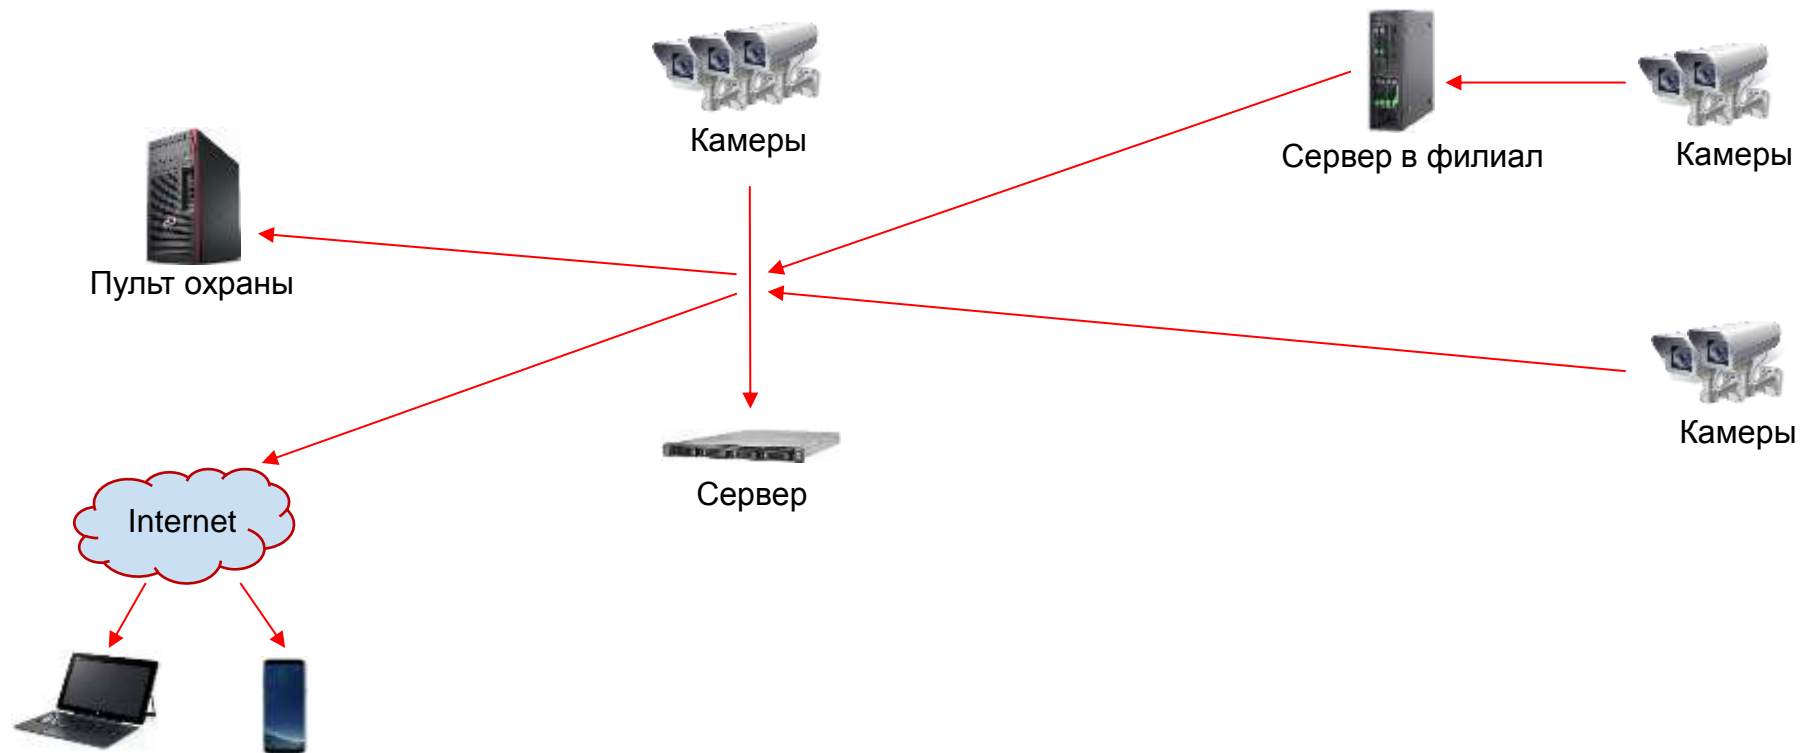 Камеры
Сервер в филиал
Камеры
Пульт охраны
Камеры
Сервер
Internet